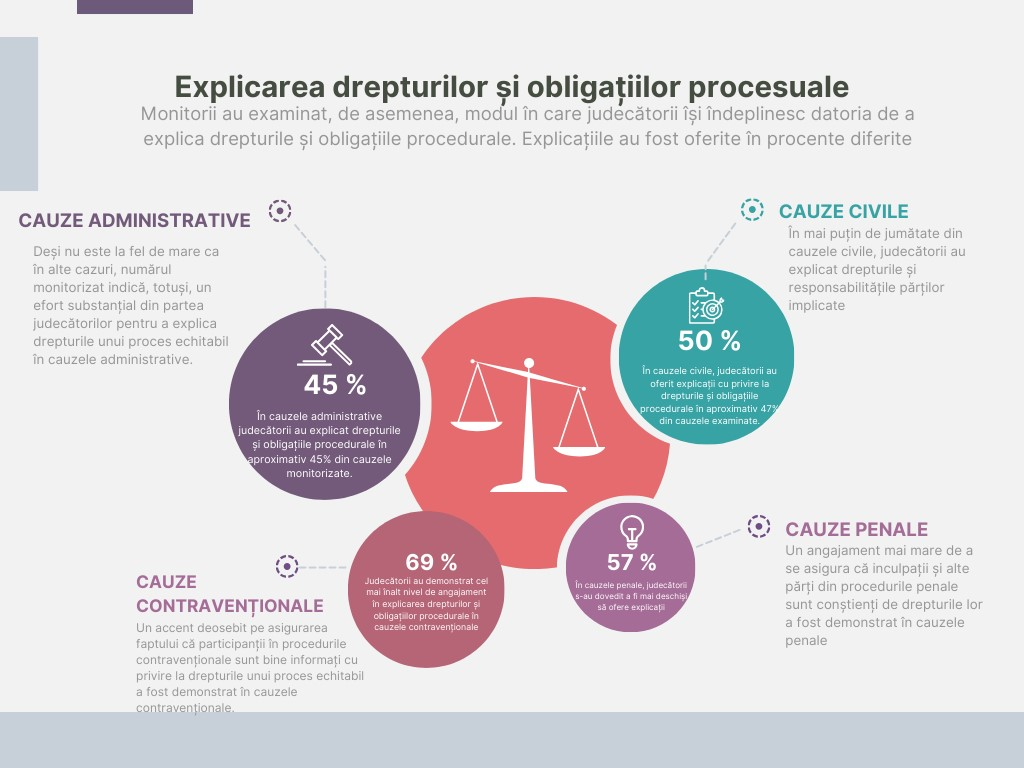 Explicarea drepturilor și obligațiilor procesuale
Monitorii au examinat, de asemenea, modul în care judecătorii își îndeplinesc datoria de a
explica drepturile și obligațiile procedurale. Explicațiile au fost oferite în procente diferite
CAUZE ADMINISTRATIVE
Deși nu este la fel de mare ca
în alte cazuri, numărul
monitorizat indică, totuși, un
efort substanțial din partea
judecătorilor pentru a explica
drepturile unui proces echitabil
în cauzele administrative.
45 %
În cauzele administrative
judecătorii au explicat drepturile
și obligațiile procedurale în
aproximativ 45% din cauzele
monitorizate.
CAUZE CIVILE
În mai puțin de jumătate din
cauzele civile, judecătorii au
explicat drepturile și
responsabilitățile părților
implicate
50 %
În cauzele civile, judecătorii au
oferit explicații cu privire la
drepturile și obligațiile
procedurale în aproximativ 47%
din cauzele examinate.
CAUZE
CONTRAVENȚIONALE
Un accent deosebit pe asigurarea
faptului că participanții în procedurile
contravenționale sunt bine informați cu
privire la drepturile unui proces echitabil
a fost demonstrat în cauzele
contravenționale.
69 %
Judecătorii au demonstrat cel
mai înalt nivel de angajament
în explicarea drepturilor și
obligațiilor procedurale în
cauzele contravenționale
57 %
În cauzele penale, judecătorii
s-au dovedit a fi mai deschiși
să ofere explicații
CAUZE PENALE
Un angajament mai mare de a
se asigura că inculpații și alte
părți din procedurile penale
sunt conștienți de drepturile lor
a fost demonstrat în cauzele
penale